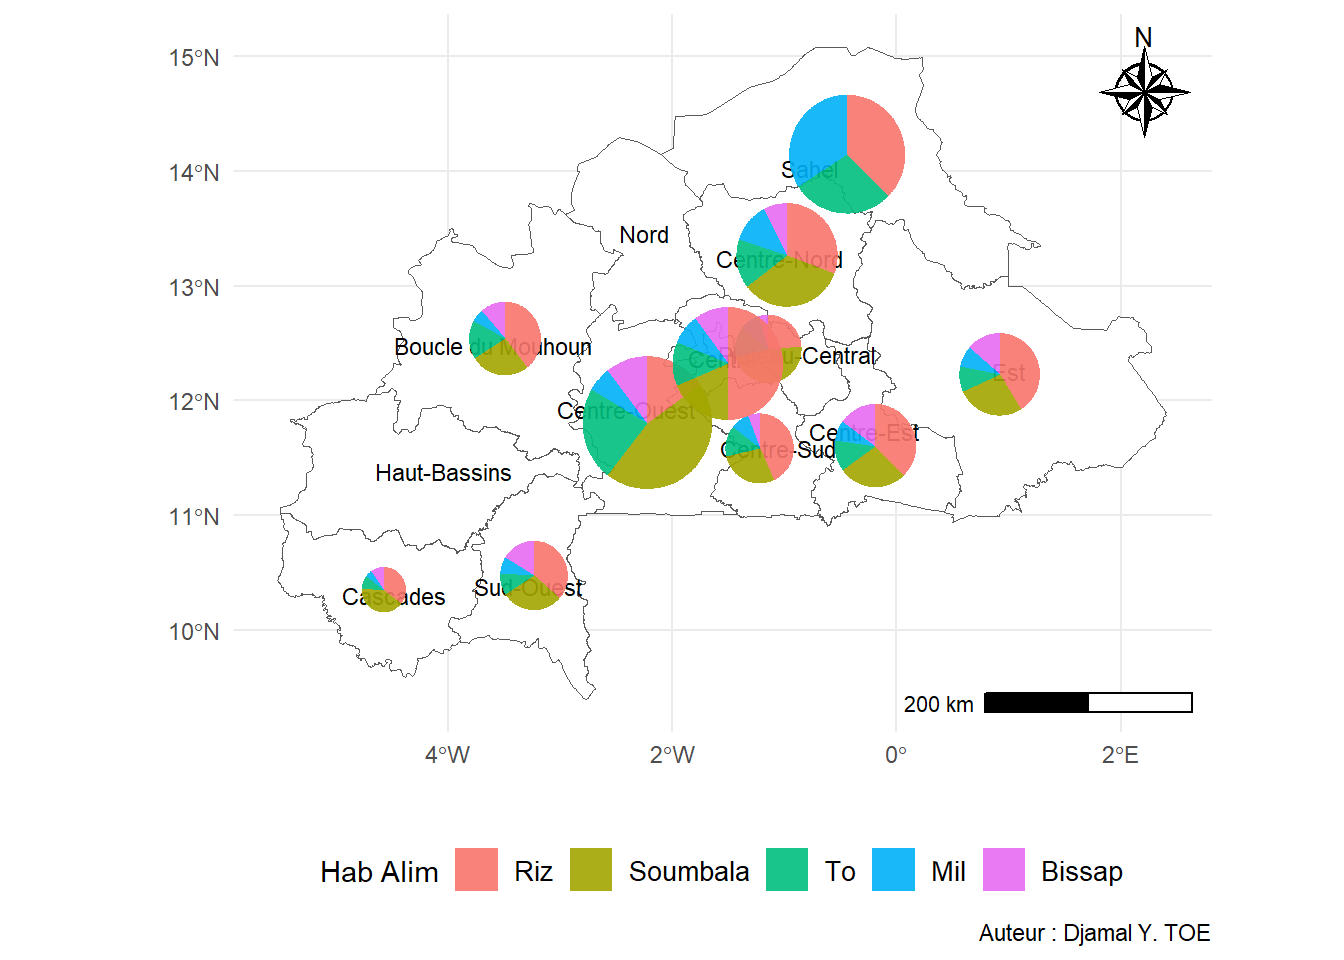 N
15°N
14°N
13°N
12°N
11°N
10°N
Sahel
Nord
Centre-Nord
Boucle du Mouhoun
u-Central
Est
Centre-Ouest
Centre-Est
Centre-Sud
Haut-Bassins
Sud-Ouest
Cascades
200 km
4°W
2°W
0°
2°E
Hab Alim
Riz
Soumbala
To
Mil
Bissap
Auteur : Djamal Y. TOE